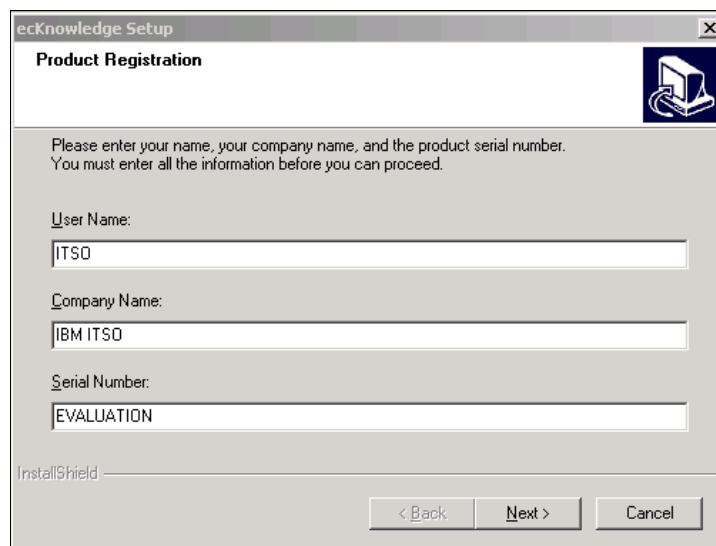 ecKnowledge Setup
Product Registration
Please enter your name, your company name, and the product serial number.
You must enter all the information before you can proceed.
User Name:
ITSO
Company Name:
IBM ITSO
Serial Number:
EVALUATION
InstallShield
< Back Next > Cancel